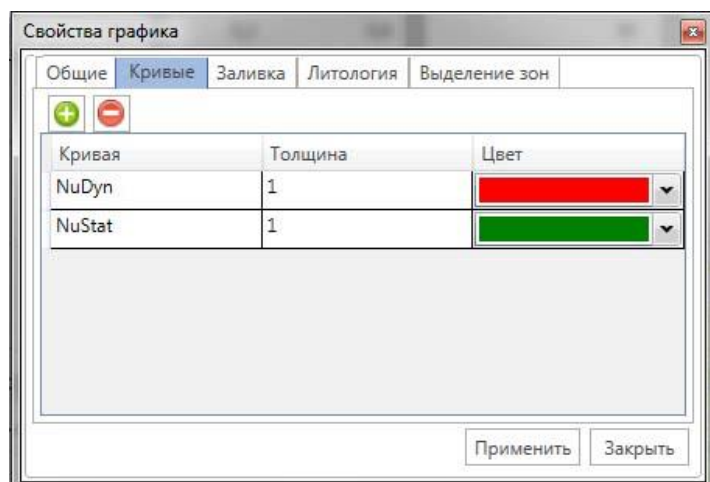 Свойства графика
Общие Кривые Заливка Литология Выделение зон
Кривая Толщина Цвет
NuDyn 1
NuStat 1
Применить Закрыть